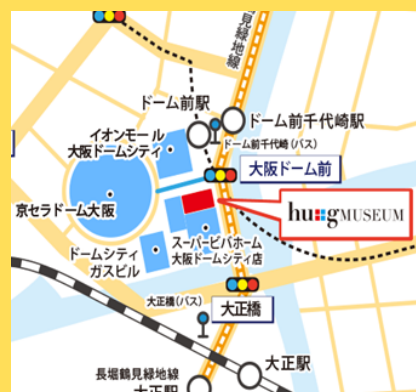 鶴見緑地線
ドーム前駅
ドーム前千代崎駅
ドーム前千代崎(バス)
イオンモール
大阪ドームシティ
大阪ドーム前
京セラドーム大阪
hu+gMUSEUM
スーパービバホーム
大阪ドームシティ店
ドームシティ
ガスビル
大正橋(バス)
大正橋
大正駅
長堀鶴見緑地線
大正駅